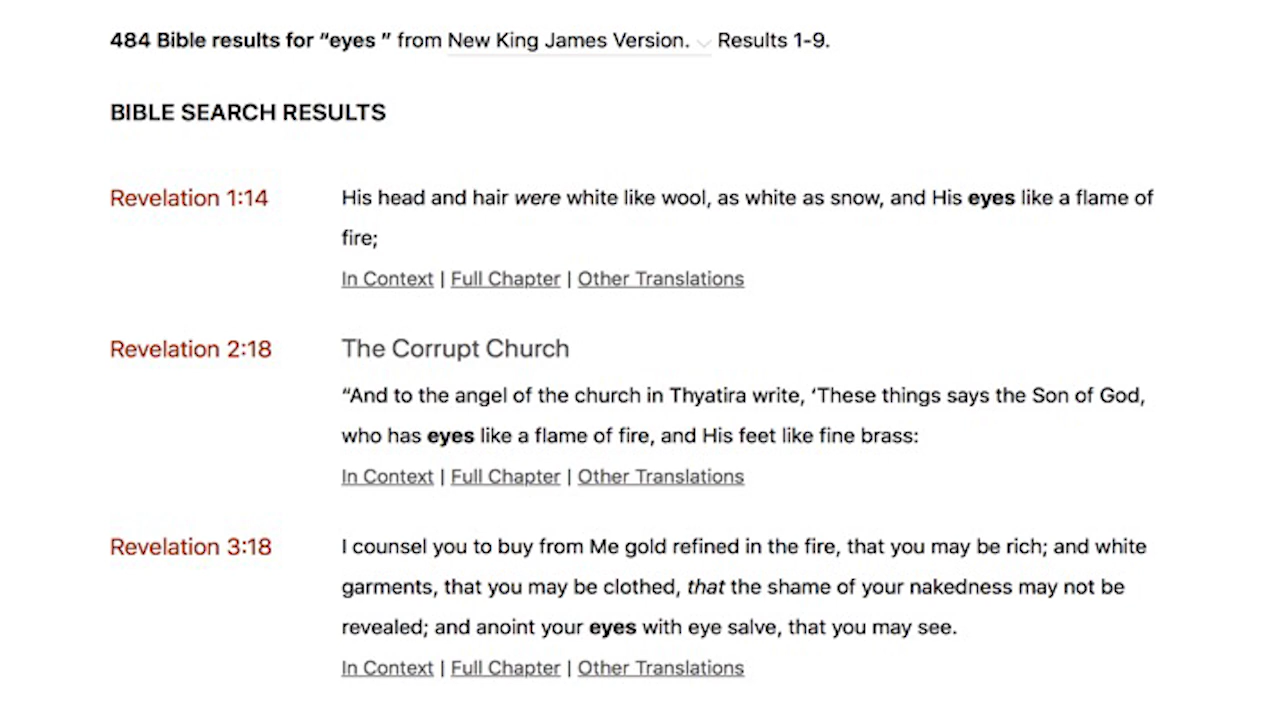 484 Bible results for “eyes ” from New King James Version. Results 1-9.
BIBLE SEARCH RESULTS
Revelation 1:14
His head and hair were white like wool, as white as snow, and His eyes like a flame of
fire;
In Context | Full Chapter | Other Translations
Revelation 2:18
The Corrupt Church
“And to the angel of the church in Thyatira write, ‘These things says the Son of God,
who has eyes like a flame of fire, and His feet like fine brass:
In Context | Full Chapter | Other Translations
Revelation 3:18
I counsel you to buy from Me gold refined in the fire, that you may be rich; and white
garments, that you may be clothed, that the shame of your nakedness may not be
revealed; and anoint your eyes with eye salve, that you may see.
In Context | Full Chapter | Other Translations